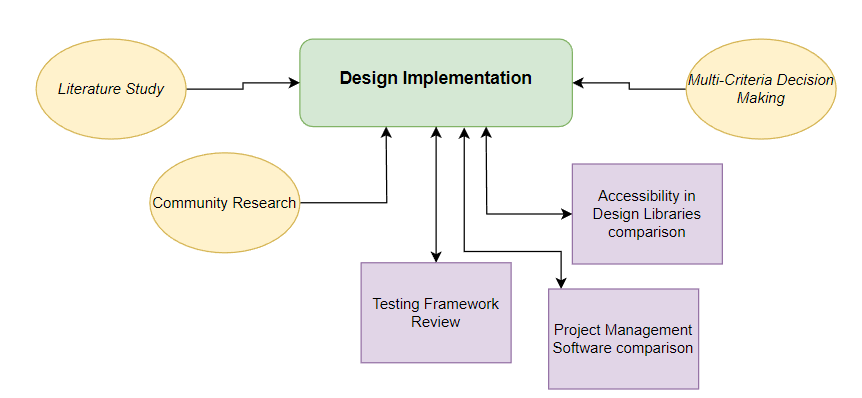 Literature Study
Design Implementation
Multi-Criteria Decision
Making
Community Research
Accessibility in
Design Libraries
comparison
Testing Framework
Review
Project Management
Software comparison